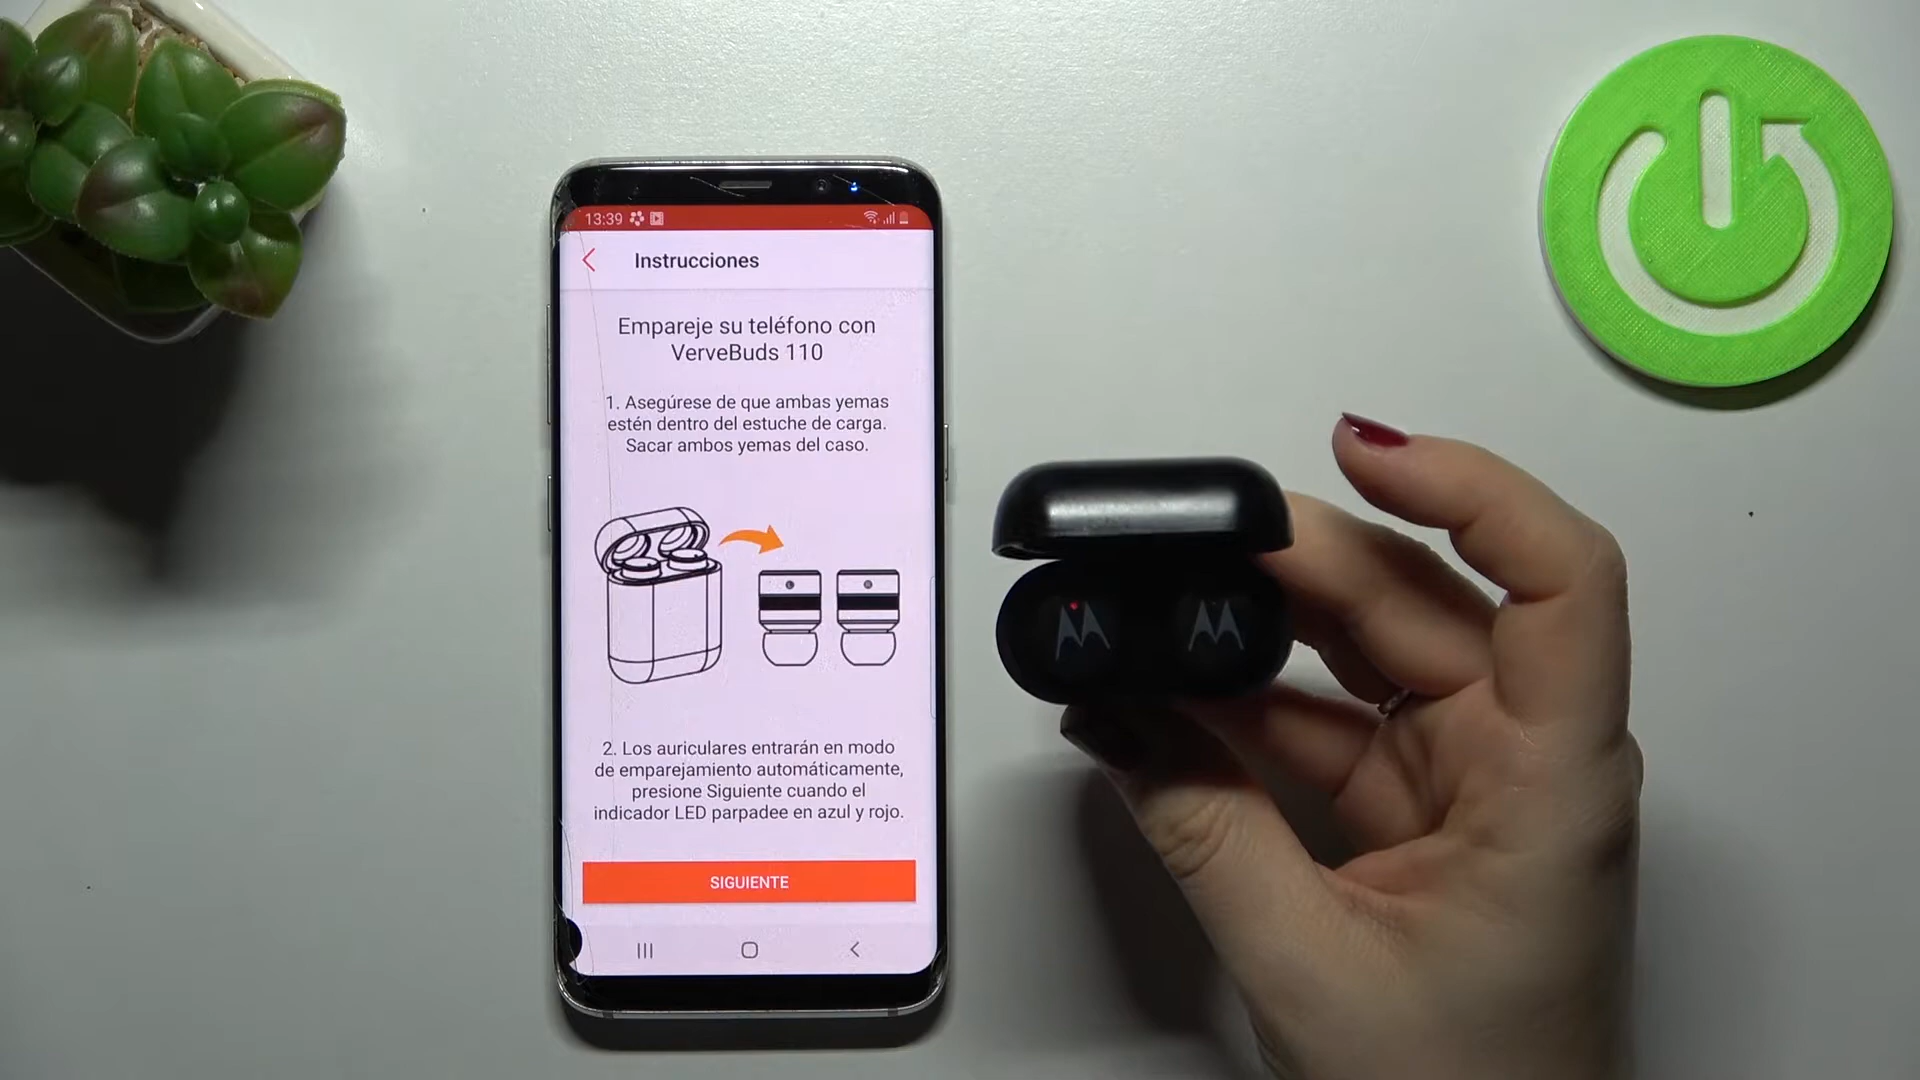 13:39
Instrucciones
Empareje su teléfono con
VerveBuds 110
1. Asegúrese de que ambas yemas
estén dentro del estuche de carga.
Sacar ambos yemas del caso.
2. Los auriculares entrarán en modo
de emparejamiento automáticamente,
presione Siguiente cuando el
indicador LED parpadee en azul y rojo.
SIGUIENTE